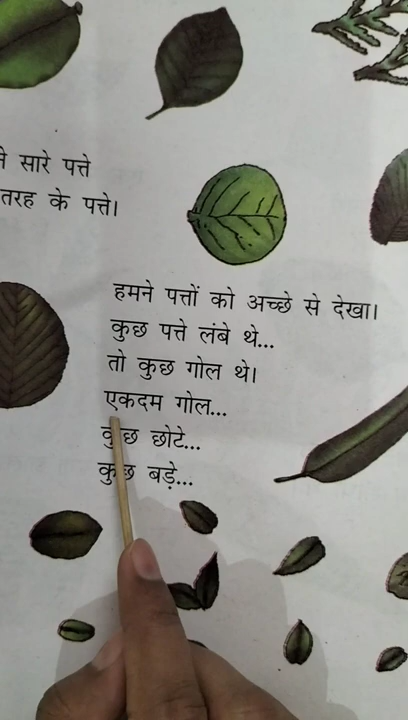 सारे पत्ते
तरह के पत्ते।
हमने पत्तों को अच्छे से देखा।
कुछ पत्ते लंबे थे...
तो कुछ गोल थे।
एकदम गोल...
कुछ छोटे...
कुछ बड़े...